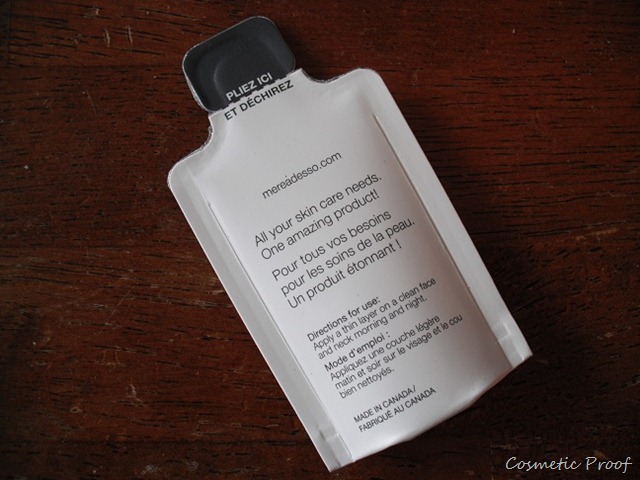 PLIEZ ICI
ET DÉCHIREZ
mereadesso.com
All your skin care needs.
One amazing product!
Pour tous vos besoins
pour les soins de la peau.
Un produit étonnant !
Directions for use:
Apply a thin layer on a clean face
and neck morning and night.
Mode d'emploi :
Appliquez une couche légère
matin et soir sur le visage et le cou
bien nettoyés.
MADE IN CANADA /
FABRIQUÉ AU CANADA
Cosmetic Proof